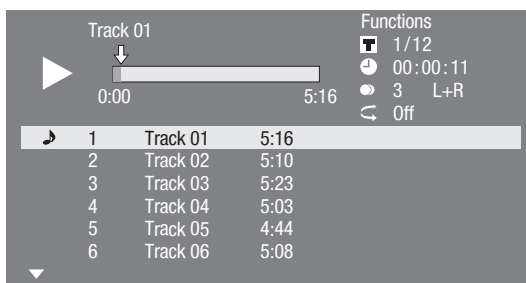 Track 01
0:00 5:16
Functions
T 1/12
00:00:11
3 L+R
Off
1 Track 01 5:16
2 Track 02 5:10
3 Track 03 5:23
4 Track 04 5:03
5 Track 05 4:44
6 Track 06 5:08